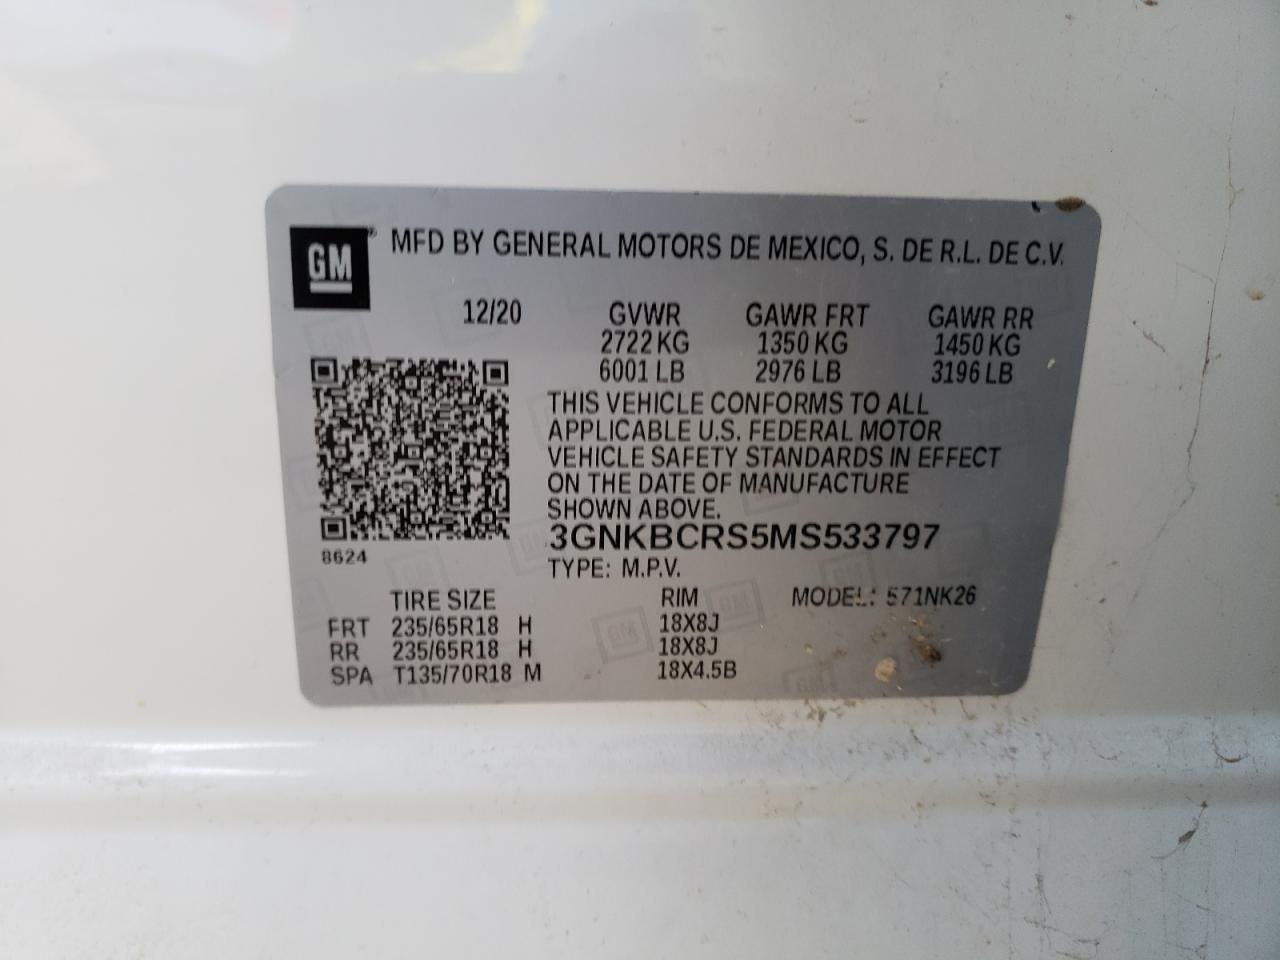 GM® MFD BY GENERAL MOTORS DE MEXICO, S. DE R.L. DE C.V.
12/20 GVWR GAWR FRT GAWR RR
2722 KG 1350 KG 1450 KG
6001 LB 2976 LB 3196 LB
THIS VEHICLE CONFORMS TO ALL
APPLICABLE U.S. FEDERAL MOTOR
VEHICLE SAFETY STANDARDS IN EFFECT
ON THE DATE OF MANUFACTURE
SHOWN ABOVE.
3GNKBCRS5MS533797
8624
TYPE: M.P.V.
TIRE SIZE RIM MODEL: 571NK26
FRT 235/65R18 H 18X8J
RR 235/65R18 H 18X8J
SPA T135/70R18 M 18X4.5B